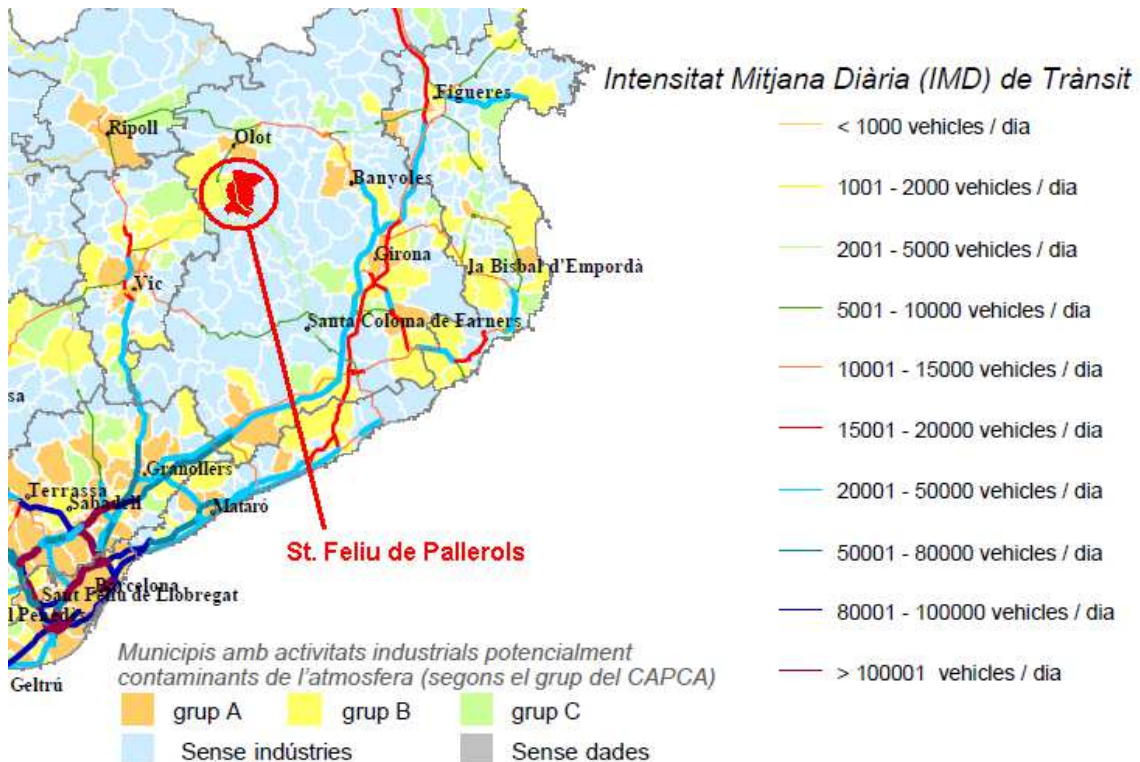 Figueres
Ripoll
Olot
Banyoles
Girona
la Bisbal d'Empordà
Vic
Santa Coloma de Farners
sa
Granollers
Terrassa
Sabadell
Mataró
St. Feliu de Pallerols
Barcelona
Sant Feliu de Llobregat
l Penedès
Geltrú
Intensitat Mitjana Diària (IMD) de Trànsit
< 1000 vehicles / dia
1001 - 2000 vehicles / dia
2001 - 5000 vehicles / dia
5001 - 10000 vehicles / dia
10001 - 15000 vehicles / dia
15001 - 20000 vehicles / dia
20001 - 50000 vehicles / dia
50001 - 80000 vehicles / dia
80001 - 100000 vehicles / dia
> 100001 vehicles / dia
Municipis amb activitats industrials potencialment
contaminants de l'atmosfera (segons el grup del CAPCA)
grup A
grup B
grup C
Sense indústries
Sense dades